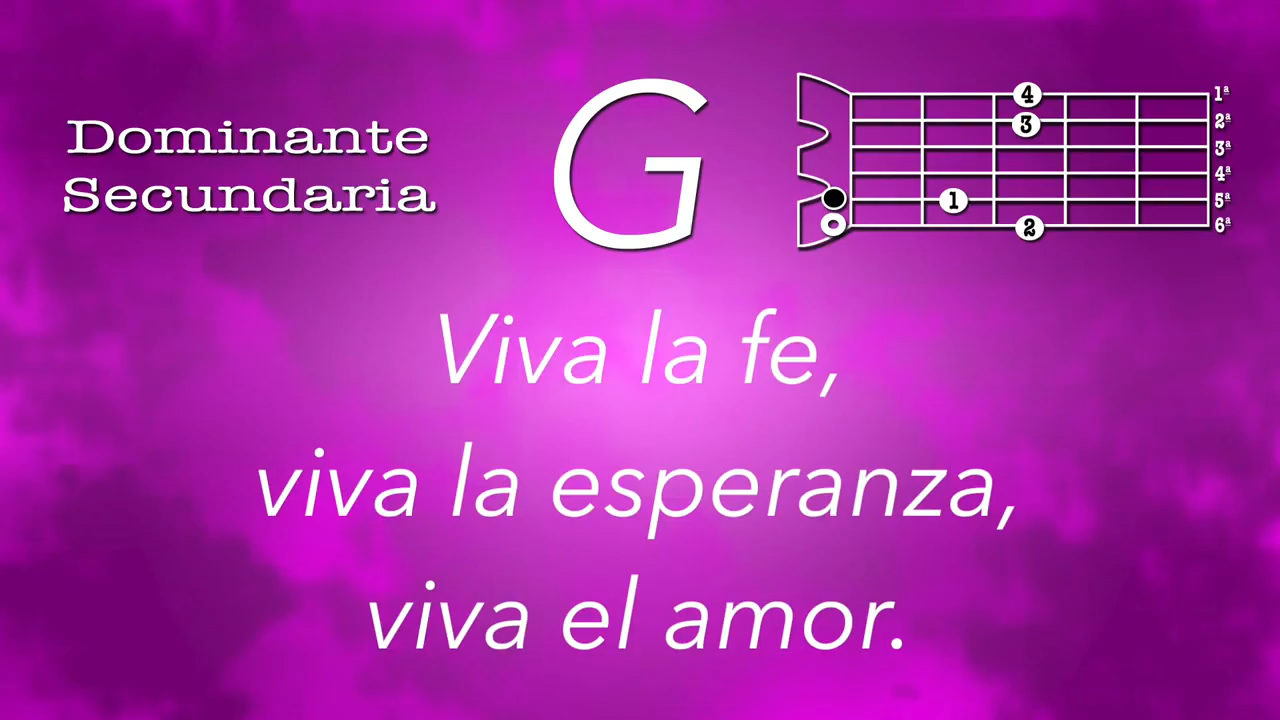 Dominante
Secundaria
G
4
3
1
2
1ª
2ª
3ª
4ª
5ª
6ª
Viva la fe,
viva la esperanza,
viva el amor.